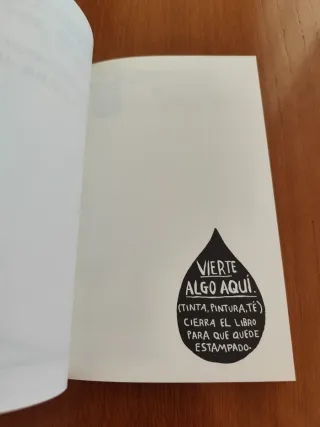 VIERTE
ALGO AQUÍ.
(TINTA, PINTURA, TÉ)
CIERRA EL LIBRO
PARA QUE QUEDE
ESTAMPADO.